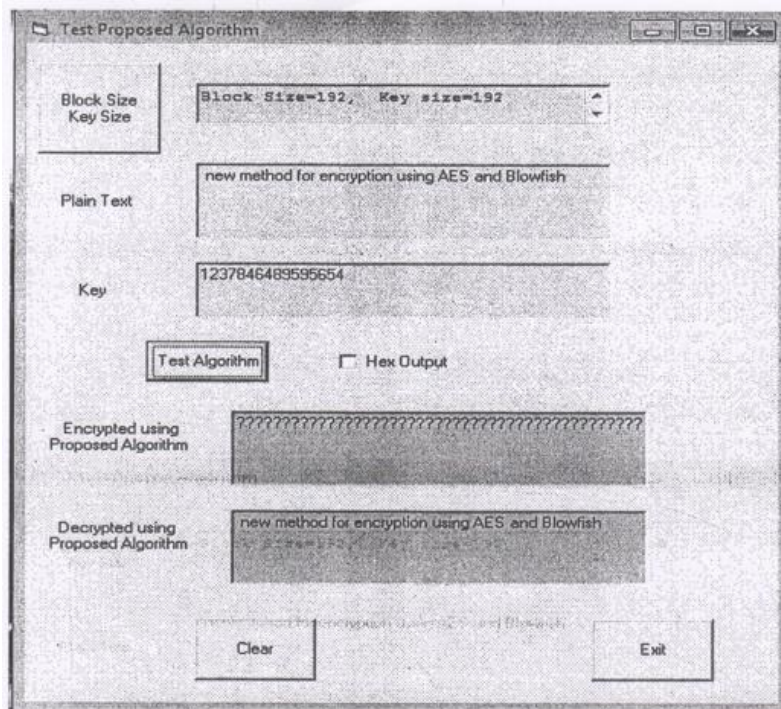 Test Proposed Algorithm
Block Size
Key Size
Block Size=192, Key size=192
Plain Text
new method for encryption using AES and Blowfish
Key
1237846489595654
Test Algorithm
Hex Output
Encrypted using
Proposed Algorithm
??????????????????????????????????????????????
Decrypted using
Proposed Algorithm
new method for encryption using AES and Blowfish
Clear
Exit